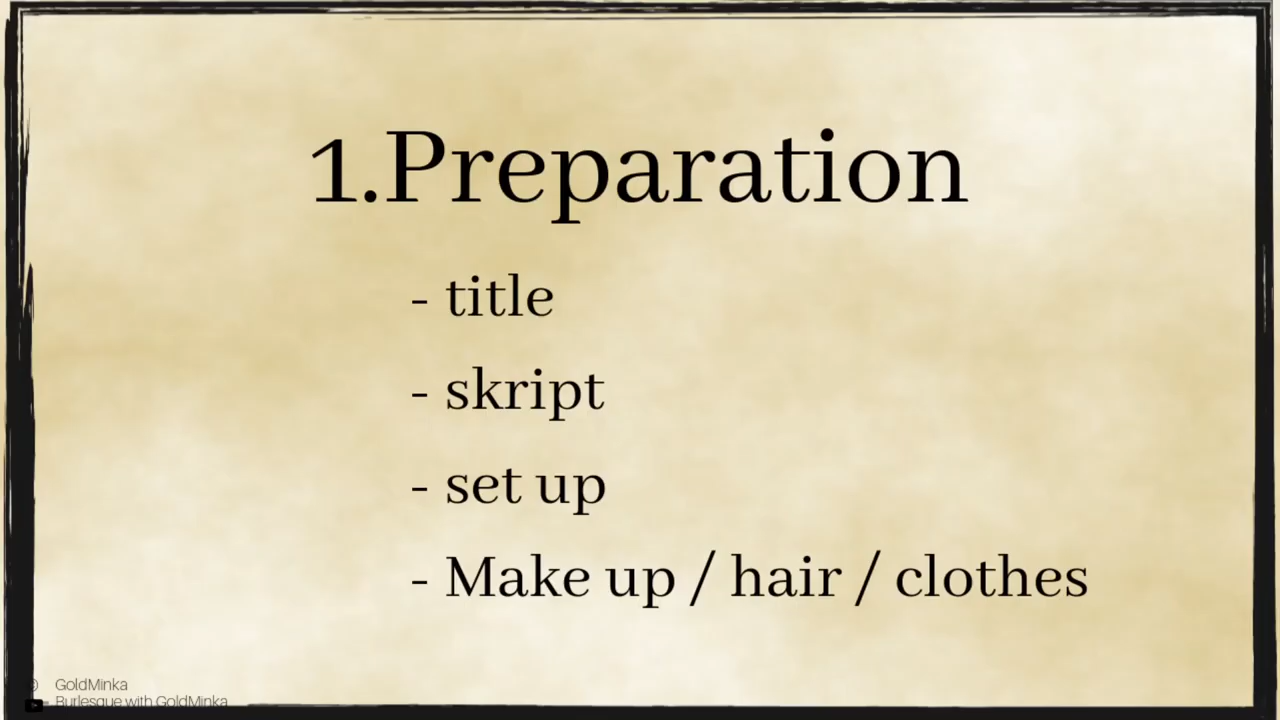 1.Preparation
- title
- skript
- set up
- Make up / hair / clothes
GoldMinka
Burlesque with GoldMinka